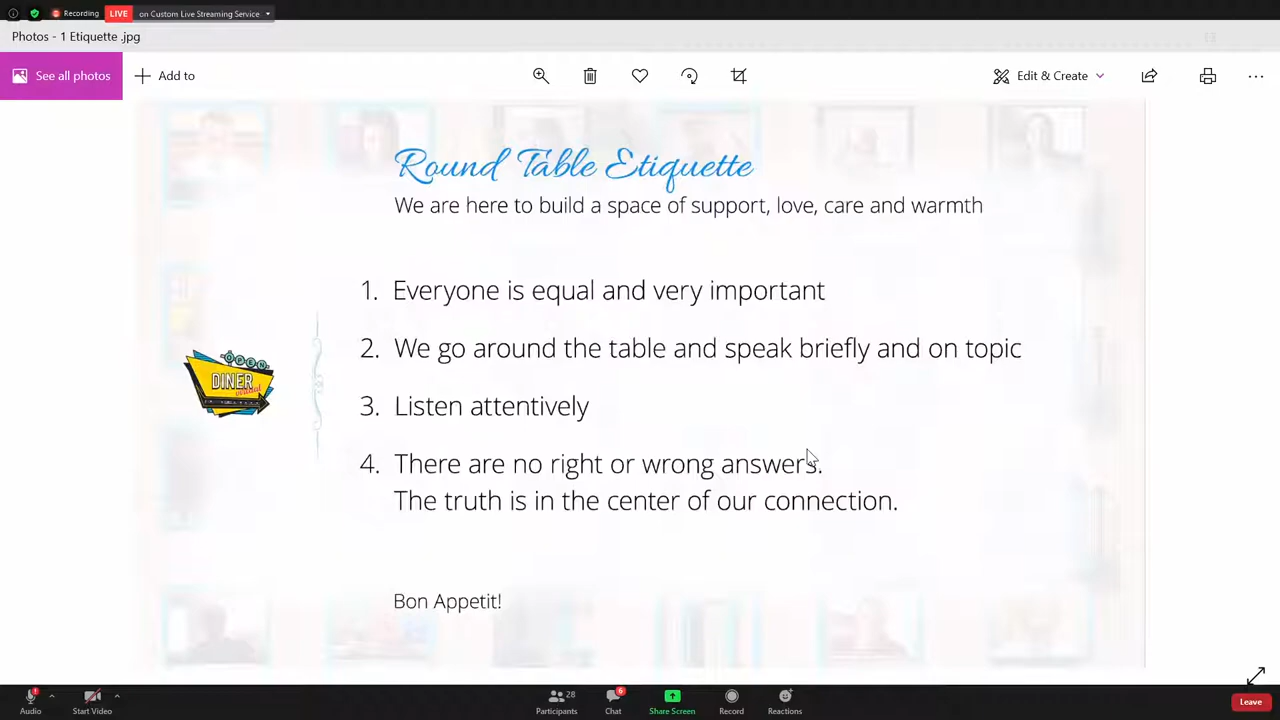 Recording
LIVE
on Custom Live Streaming Service
Photos - 1 Etiquette .jpg
See all photos
Add to
Edit & Create
Round Table Etiquette
We are here to build a space of support, love, care and warmth
1. Everyone is equal and very important
2. We go around the table and speak briefly and on topic
OPEN
DINER
3. Listen attentively
4. There are no right or wrong answers.
The truth is in the center of our connection.
Bon Appetit!
28
6
Audio
Start Video
Participants
Chat
Share Screen
Record
Reactions
Leave